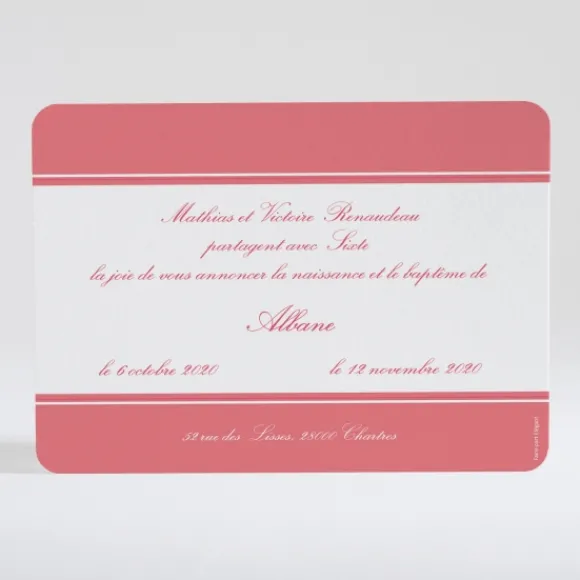 Mathias et Victoire Renaudeau
partagent avec Sixte
la joie de vous annoncer la naissance et le baptême de
Albane
le 6 octobre 2020 le 12 novembre 2020
52 rue des Lisses, 28000 Chartres